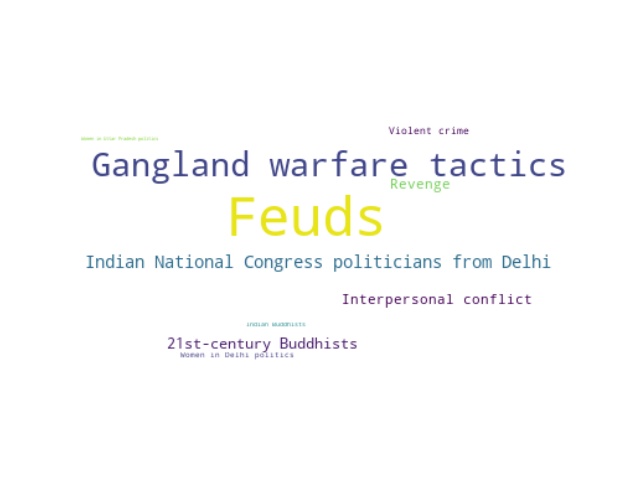 Violent crime
Women in Uttar Pradesh politics
Gangland warfare tactics
Revenge
Feuds
Indian National Congress politicians from Delhi
Interpersonal conflict
Indian Buddhists
21st-century Buddhists
Women in Delhi politics